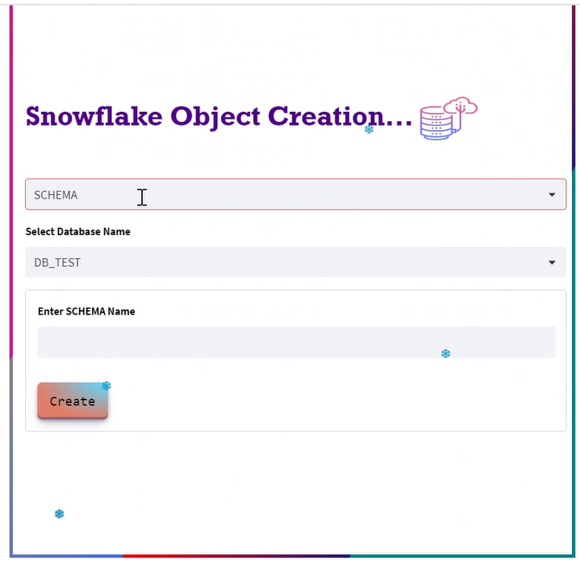 Snowflake Object Creation...
SCHEMA
Select Database Name
DB_TEST
Enter SCHEMA Name
Create